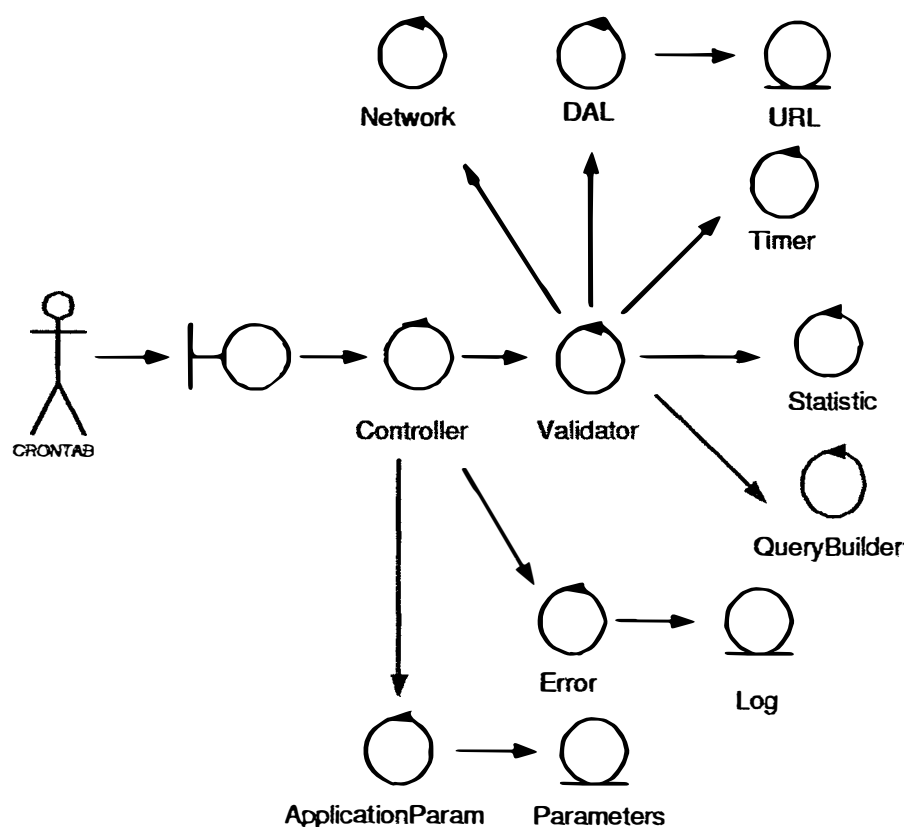 Network
DAL
URL
Timer
Statistic
CRONTAB
Controller
Validator
QueryBuilder
Error
Log
ApplicationParam
Parameters